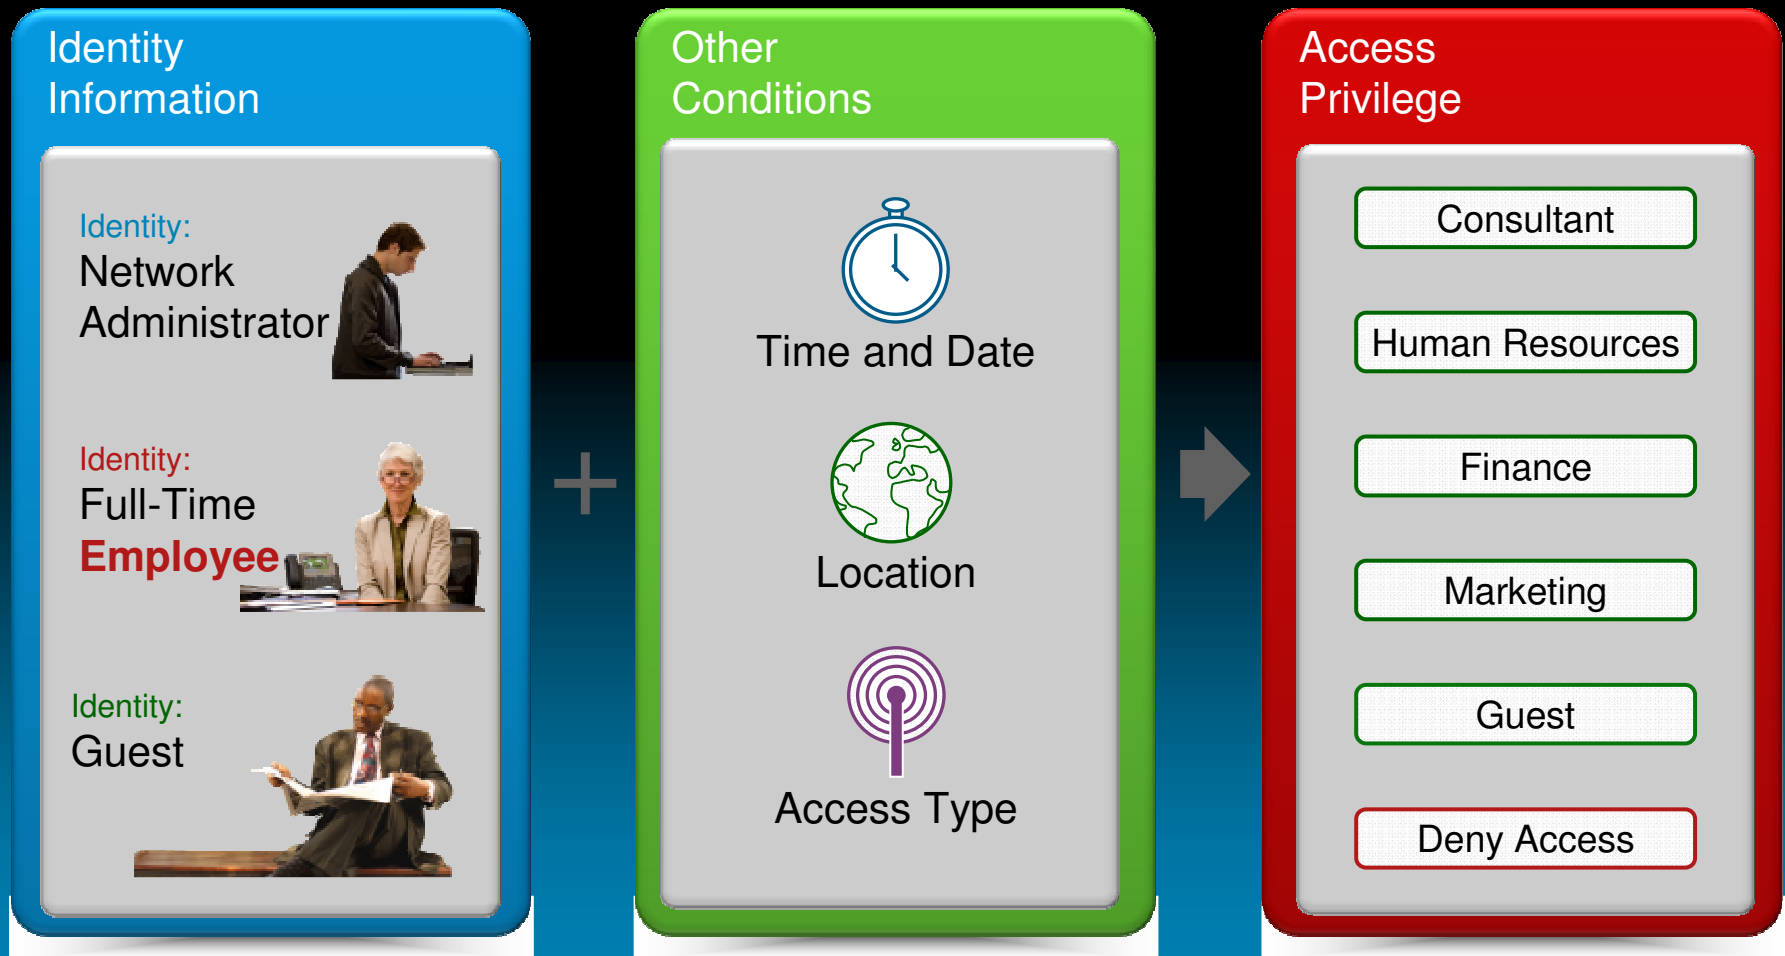 Identity
Information
Identity:
Network
Administrator
Identity:
Full-Time
Employee
Identity:
Guest
+
Other
Conditions
Time and Date
Location
Access Type
Access
Privilege
Consultant
Human Resources
Finance
Marketing
Guest
Deny Access